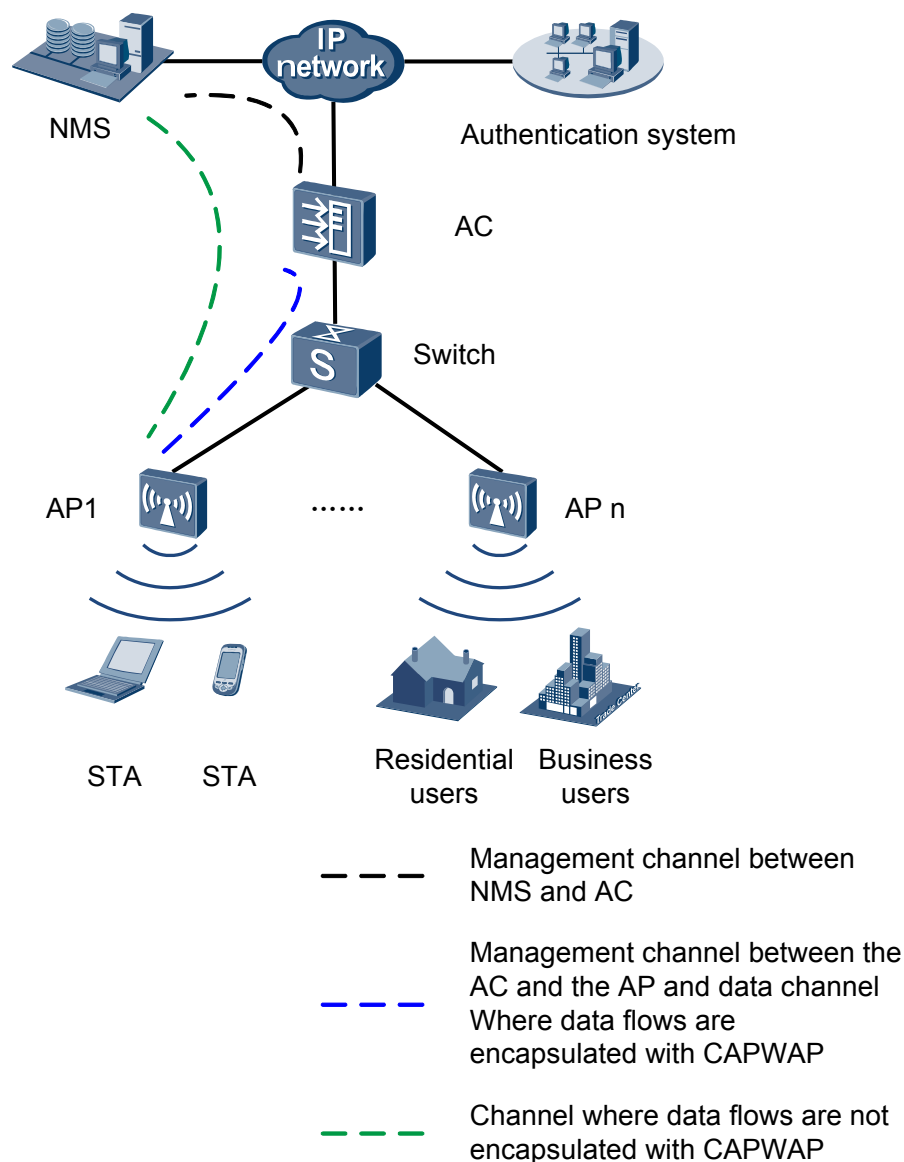 IP
network
NMS
Authentication system
AC
Switch
S
AP1
......
AP n
Trade Center
STA
STA
Residential
users
Business
users
Management channel between
NMS and AC
Management channel between the
AC and the AP and data channel
Where data flows are
encapsulated with CAPWAP
Channel where data flows are not
encapsulated with CAPWAP